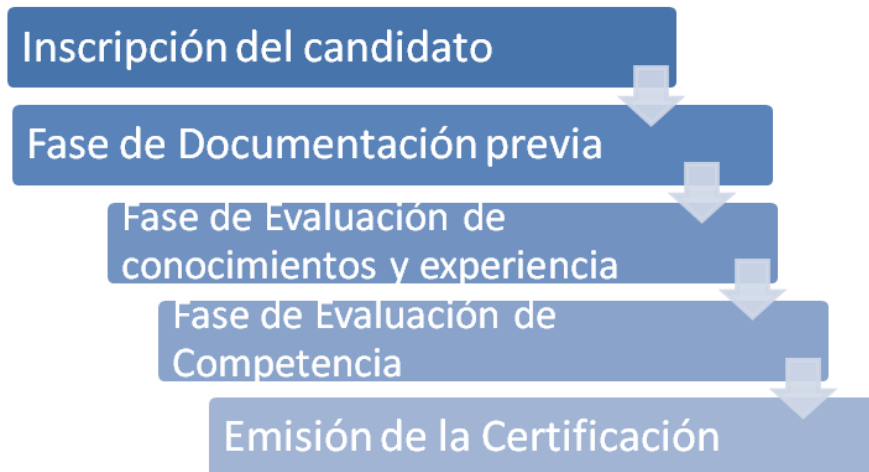 Inscripción del candidato
Fase de Documentación previa
Fase de Evaluación de
conocimientos y experiencia
Fase de Evaluación de
Competencia
Emisión de la Certificación